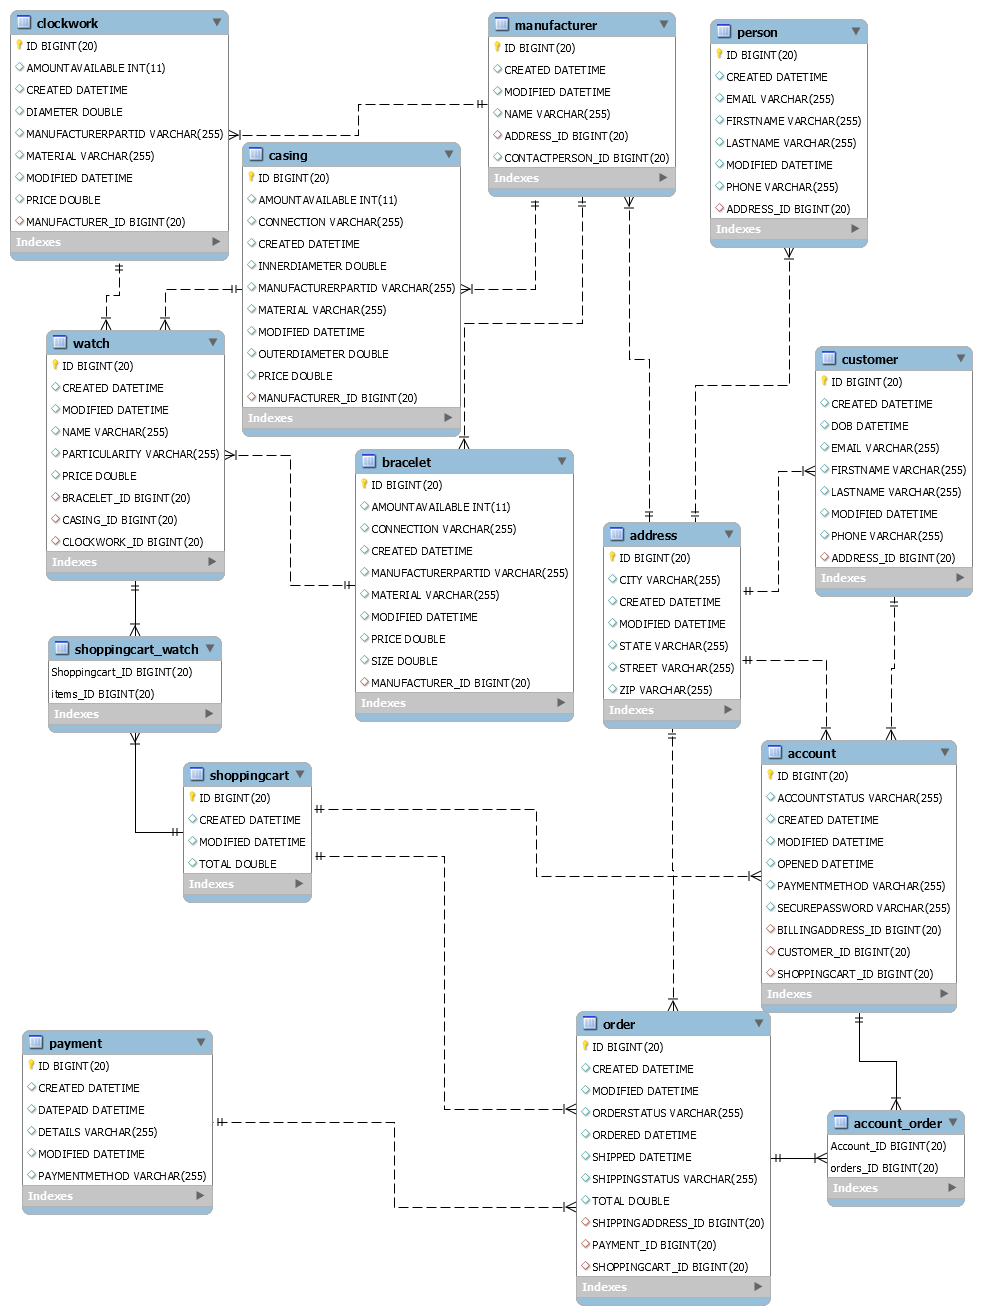 clockwork
ID BIGINT(20)
AMOUNTAVAILABLE INT(11)
CREATED DATETIME
DIAMETER DOUBLE
MANUFACTURERPARTID VARCHAR(255)
MATERIAL VARCHAR(255)
MODIFIED DATETIME
PRICE DOUBLE
MANUFACTURER_ID BIGINT(20)
Indexes
manufacturer
ID BIGINT(20)
CREATED DATETIME
MODIFIED DATETIME
NAME VARCHAR(255)
ADDRESS_ID BIGINT(20)
CONTACTPERSON_ID BIGINT(20)
Indexes
person
ID BIGINT(20)
CREATED DATETIME
EMAIL VARCHAR(255)
FIRSTNAME VARCHAR(255)
LASTNAME VARCHAR(255)
MODIFIED DATETIME
PHONE VARCHAR(255)
ADDRESS_ID BIGINT(20)
Indexes
casing
ID BIGINT(20)
AMOUNTAVAILABLE INT(11)
CONNECTION VARCHAR(255)
CREATED DATETIME
INNERDIAMETER DOUBLE
MANUFACTURERPARTID VARCHAR(255)
MATERIAL VARCHAR(255)
MODIFIED DATETIME
OUTERDIAMETER DOUBLE
PRICE DOUBLE
MANUFACTURER_ID BIGINT(20)
Indexes
watch
ID BIGINT(20)
CREATED DATETIME
MODIFIED DATETIME
NAME VARCHAR(255)
PARTICULARITY VARCHAR(255)
PRICE DOUBLE
BRACELET_ID BIGINT(20)
CASING_ID BIGINT(20)
CLOCKWORK_ID BIGINT(20)
Indexes
customer
ID BIGINT(20)
CREATED DATETIME
DOB DATETIME
EMAIL VARCHAR(255)
FIRSTNAME VARCHAR(255)
LASTNAME VARCHAR(255)
MODIFIED DATETIME
PHONE VARCHAR(255)
ADDRESS_ID BIGINT(20)
Indexes
bracelet
ID BIGINT(20)
AMOUNTAVAILABLE INT(11)
CONNECTION VARCHAR(255)
CREATED DATETIME
MANUFACTURERPARTID VARCHAR(255)
MATERIAL VARCHAR(255)
MODIFIED DATETIME
PRICE DOUBLE
SIZE DOUBLE
MANUFACTURER_ID BIGINT(20)
Indexes
address
ID BIGINT(20)
CITY VARCHAR(255)
CREATED DATETIME
MODIFIED DATETIME
STATE VARCHAR(255)
STREET VARCHAR(255)
ZIP VARCHAR(255)
Indexes
shoppingcart_watch
Shoppingcart_ID BIGINT(20)
items_ID BIGINT(20)
Indexes
shoppingcart
ID BIGINT(20)
CREATED DATETIME
MODIFIED DATETIME
TOTAL DOUBLE
Indexes
account
ID BIGINT(20)
ACCOUNTSTATUS VARCHAR(255)
CREATED DATETIME
MODIFIED DATETIME
OPENED DATETIME
PAYMENTMETHOD VARCHAR(255)
SECUREPASSWORD VARCHAR(255)
BILLINGADDRESS_ID BIGINT(20)
CUSTOMER_ID BIGINT(20)
SHOPPINGCART_ID BIGINT(20)
Indexes
payment
ID BIGINT(20)
CREATED DATETIME
DATEPAID DATETIME
DETAILS VARCHAR(255)
MODIFIED DATETIME
PAYMENTMETHOD VARCHAR(255)
Indexes
order
ID BIGINT(20)
CREATED DATETIME
MODIFIED DATETIME
ORDERSTATUS VARCHAR(255)
ORDERED DATETIME
SHIPPED DATETIME
SHIPPINGSTATUS VARCHAR(255)
TOTAL DOUBLE
SHIPPINGADDRESS_ID BIGINT(20)
PAYMENT_ID BIGINT(20)
SHOPPINGCART_ID BIGINT(20)
Indexes
account_order
Account_ID BIGINT(20)
orders_ID BIGINT(20)
Indexes